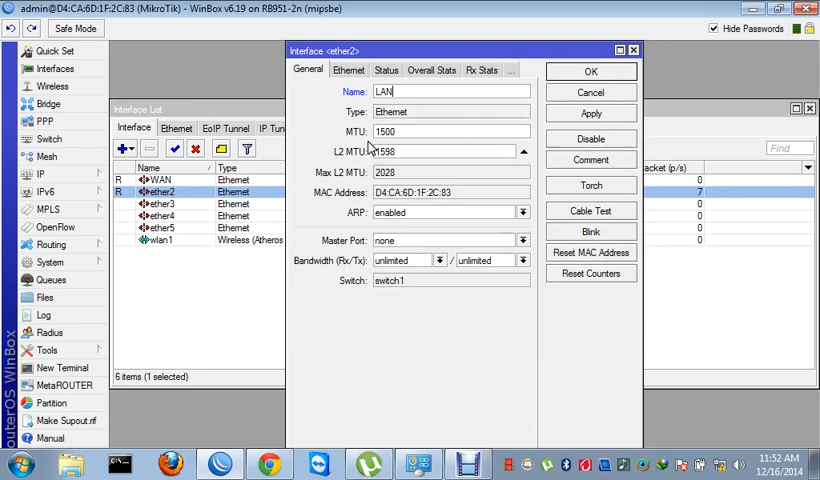 admin@D4:CA:6D:1F:2C:83 (MikroTik) - WinBox v6.19 on RB951-2n (mipsbe)
Safe Mode
Hide Passwords
Quick Set
Interfaces
Wireless
Bridge
PPP
Switch
Mesh
IP
IPv6
MPLS
OpenFlow
Routing
System
Queues
Files
Log
Radius
Tools
New Terminal
MetaROUTER
Partition
Make Supout.rif
Manual
RouterOS WinBox
Interface List
Interface Ethernet EoIP Tunnel IP Tun
Find
Name Type
R WAN Ethernet 0
R ether2 Ethernet 7
ether3 Ethernet 0
ether4 Ethernet 0
ether5 Ethernet 0
wlan1 Wireless (Atheros 0
acket (p/s)
6 items (1 selected)
Interface <ether2>
General Ethernet Status Overall Stats Rx Stats ...
Name: LAN
Type: Ethernet
MTU: 1500
L2 MTU: 1598
Max L2 MTU: 2028
MAC Address: D4:CA:6D:1F:2C:83
ARP: enabled
Master Port: none
Bandwidth (Rx/Tx): unlimited / unlimited
Switch: switch1
OK
Cancel
Apply
Disable
Comment
Torch
Cable Test
Blink
Reset MAC Address
Reset Counters
11:52 AM
12/16/2014